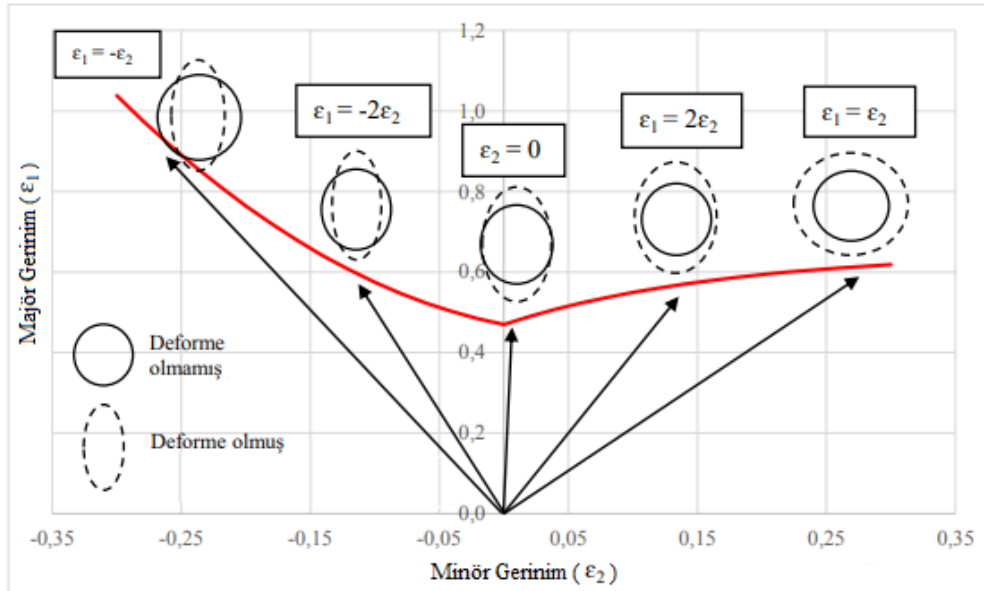 ε₁ = -ε₂
ε₁ = -2ε₂
ε₂ = 0
ε₁ = 2ε₂
ε₁ = ε₂
Majör Gerinim ( ε₁ )
1,2
1,0
0,8
0,6
0,4
0,2
0,0
Deforme
olmamış
Deforme olmuş
-0,35 -0,25 -0,15 -0,05 0,05 0,15 0,25 0,35
Minör Gerinim ( ε₂ )